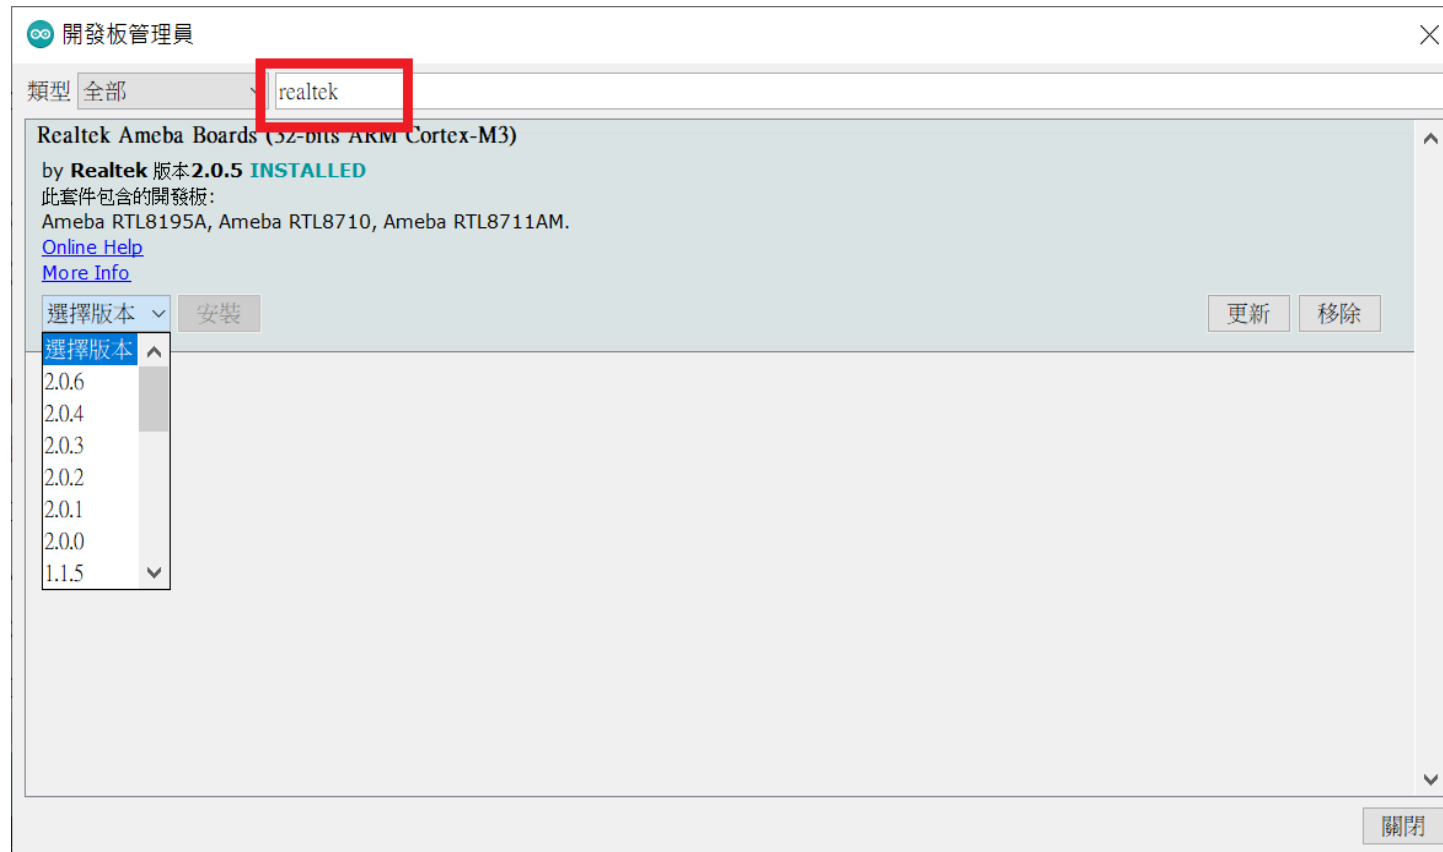 開發板管理員
類型 全部 realtek
Realtek Ameba Boards (32-bits ARM Cortex-M3)
by Realtek 版本2.0.5 INSTALLED
此套件包含的開發板:
Ameba RTL8195A, Ameba RTL8710, Ameba RTL8711AM.
Online Help
More Info
選擇版本 安裝 更新 移除
選擇版本
2.0.6
2.0.4
2.0.3
2.0.2
2.0.1
2.0.0
1.1.5
關閉